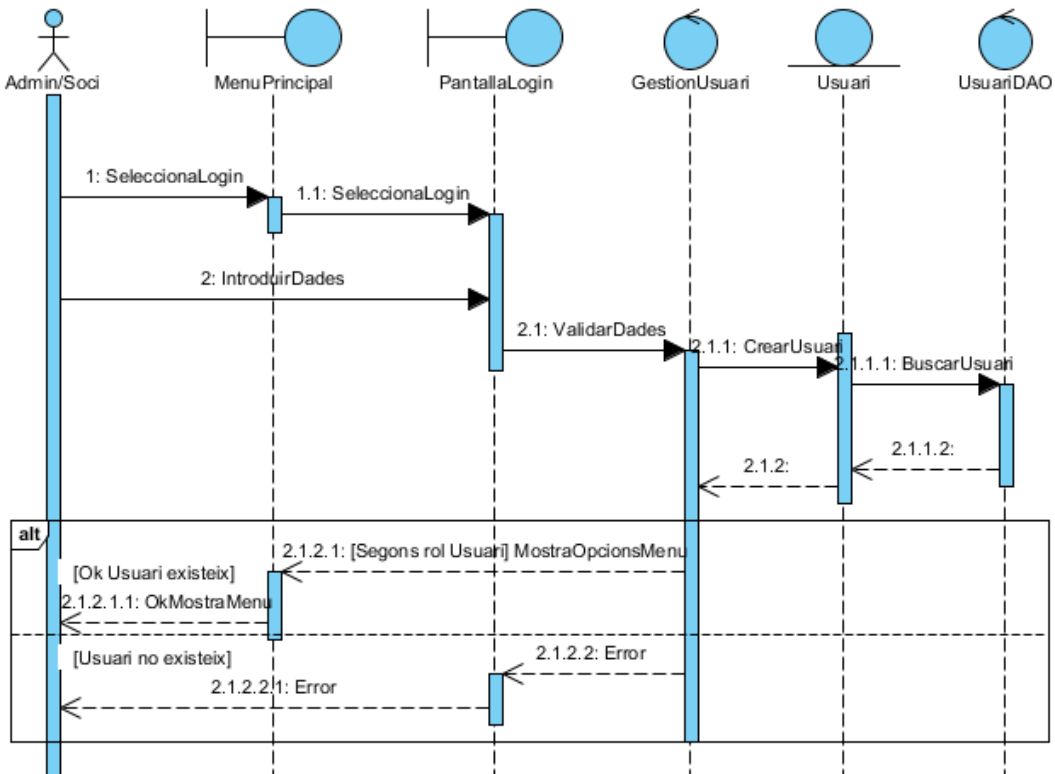 Admin/Soci
MenuPrincipal
PantallaLogin
GestionUsuari
Usuari
UsuariDAO
1: SeleccionaLogin
1.1: SeleccionaLogin
2: IntroduirDades
2.1: ValidarDades
2.1.1: CrearUsuari
2.1.1.1: BuscarUsuari
2.1.1.2:
2.1.2:
alt
2.1.2.1: [Segons rol Usuari] MostraOpcionsMenu
[Ok Usuari existeix]
2.1.2.1.1: OkMostraMenu
[Usuari no existeix]
2.1.2.2: Error
2.1.2.2.1: Error